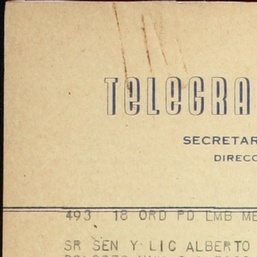 TELEGRA
SECRETAR
DIRECC
493 18 ORD PD LMB ME
SR SEN Y LIC ALBERTO